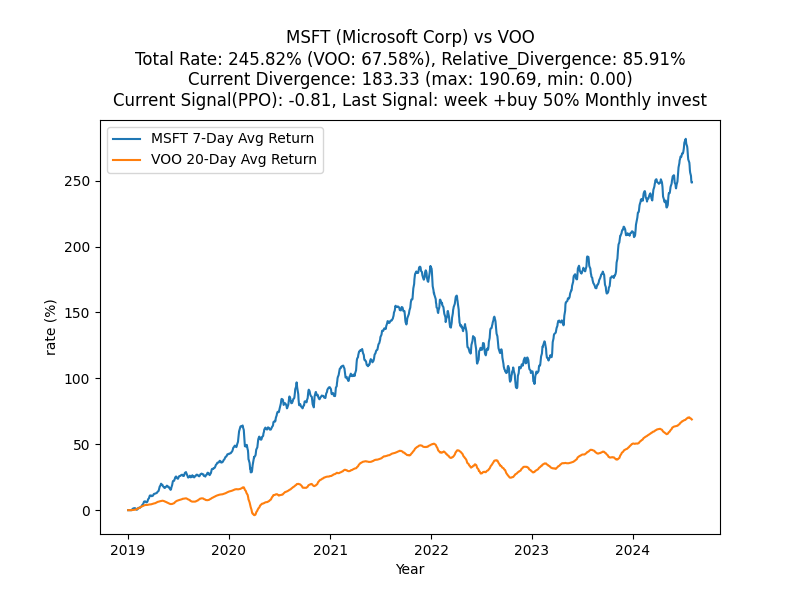 MSFT (Microsoft Corp) vs VOO
Total Rate: 245.82% (VOO: 67.58%), Relative_Divergence: 85.91%
Current Divergence: 183.33 (max: 190.69, min: 0.00)
Current Signal(PPO): -0.81, Last Signal: week +buy 50% Monthly invest
MSFT 7-Day Avg Return
VOO 20-Day Avg Return
rate (%)
250
200
150
100
50
0
2019 2020 2021 2022 2023 2024
Year